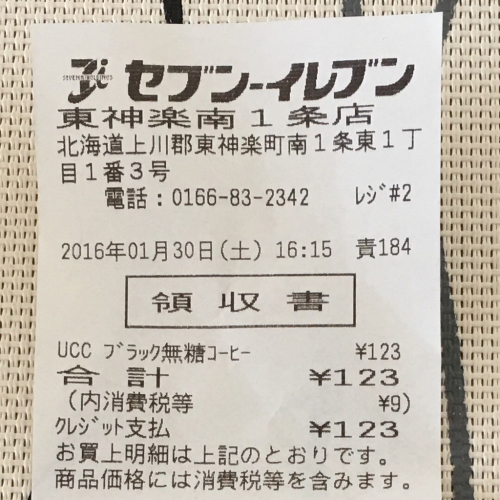 セブン-イレブン
東神楽南1条店
北海道上川郡東神楽町南1条東1丁
目1番3号
電話:0166-83-2342 レジ#2
2016年01月30日(土) 16:15 責184
領収書
UCC ブラック無糖コーヒー ¥123
合計 ¥123
(内消費税等 ¥9)
クレジット支払 ¥123
お買上明細は上記のとおりです。
商品価格には消費税等を含みます。